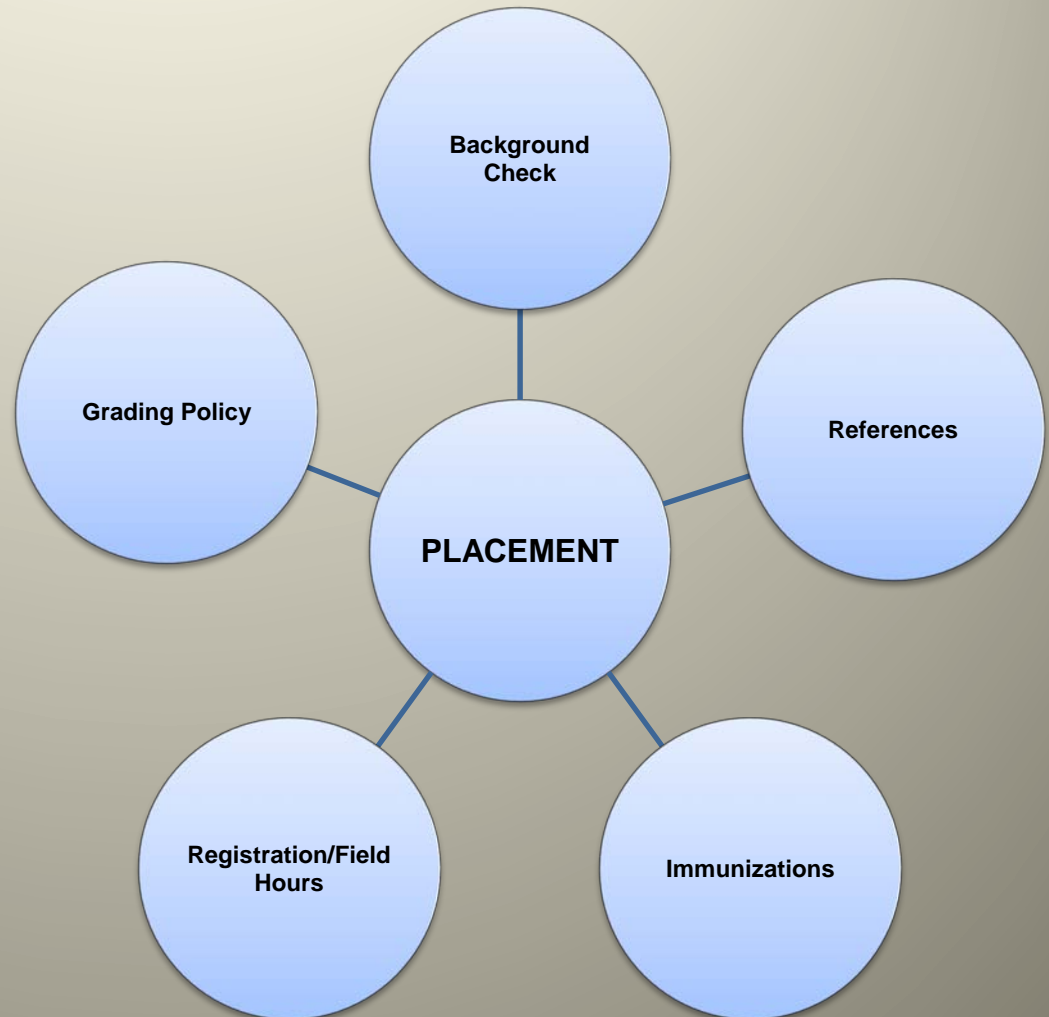 Background
Check
Grading Policy
References
PLACEMENT
Registration/Field
Hours
Immunizations